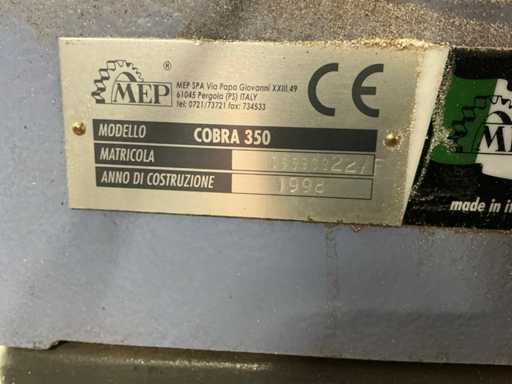 MEP
®
MEP SPA Via Papa Giovanni XXIII,49
61045 Pergola (PS) ITALY
tel: 0721/73721 fax: 734533
CE
MODELLO COBRA 350
MATRICOLA
ANNO DI COSTRUZIONE 1998
MEP
made in